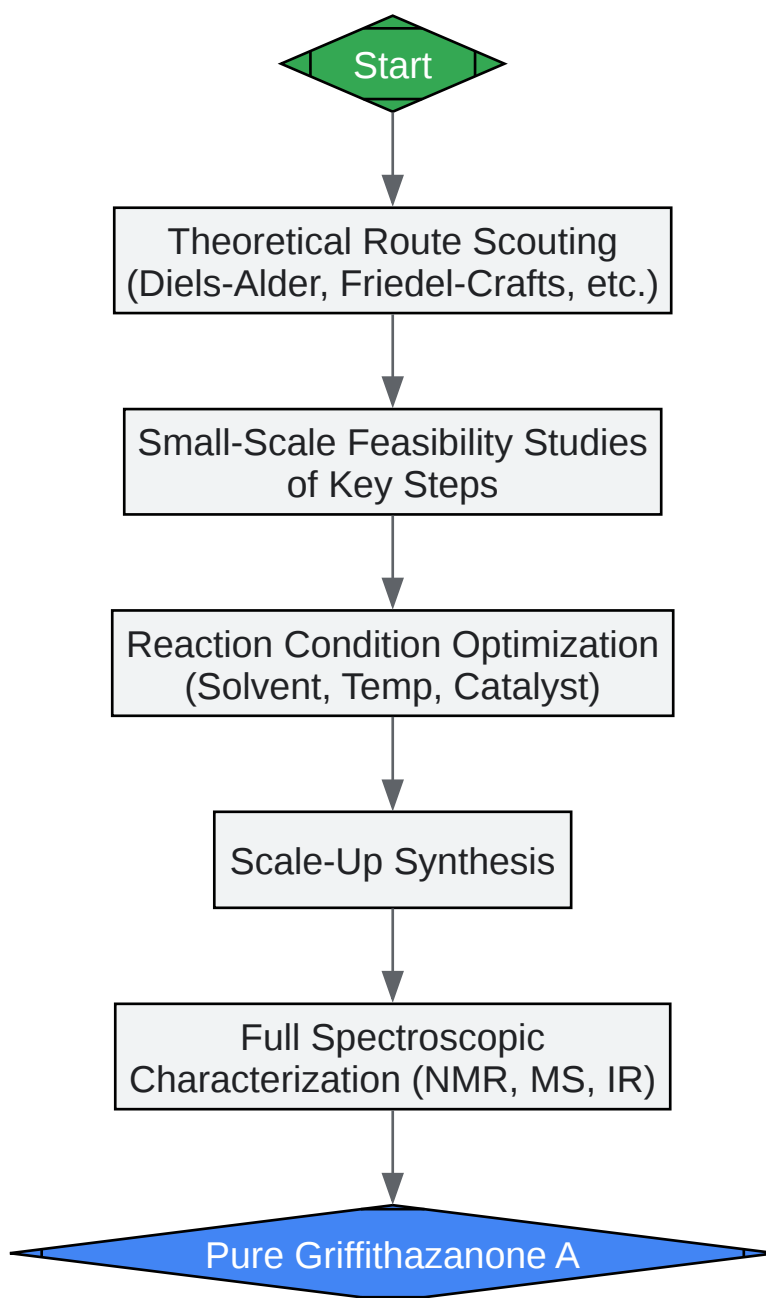 Start
Theoretical Route Scouting
(Diels-Alder, Friedel-Crafts, etc.)
Small-Scale Feasibility Studies
of Key Steps
Reaction Condition Optimization
(Solvent, Temp, Catalyst)
Scale-Up Synthesis
Full Spectroscopic
Characterization (NMR, MS, IR)
Pure Griffithazanone A